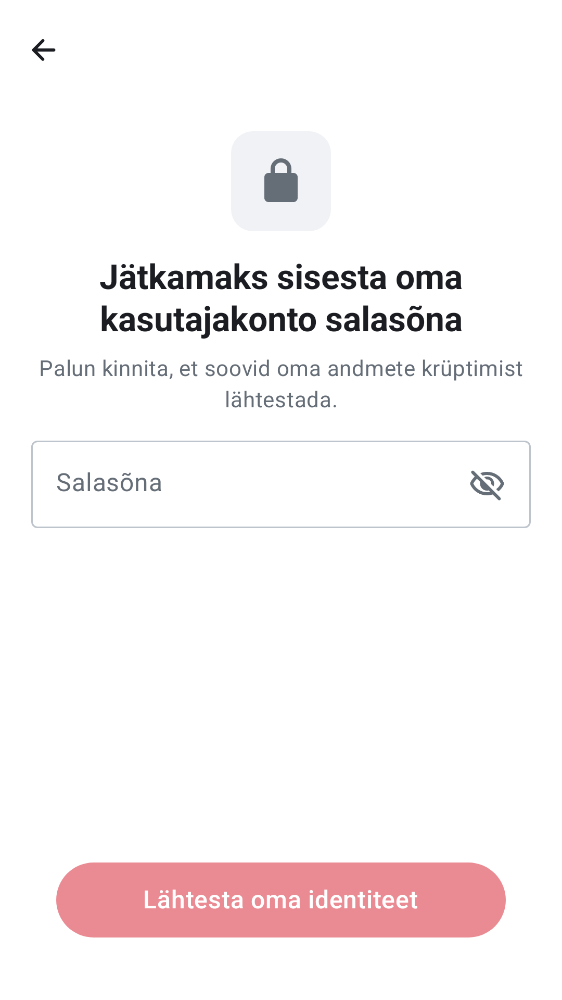 Jätkamaks sisesta oma
kasutajakonto salasõna
Palun kinnita, et soovid oma andmete krüptimist
lähtestada.
Salasõna
Lähtesta oma identiteet